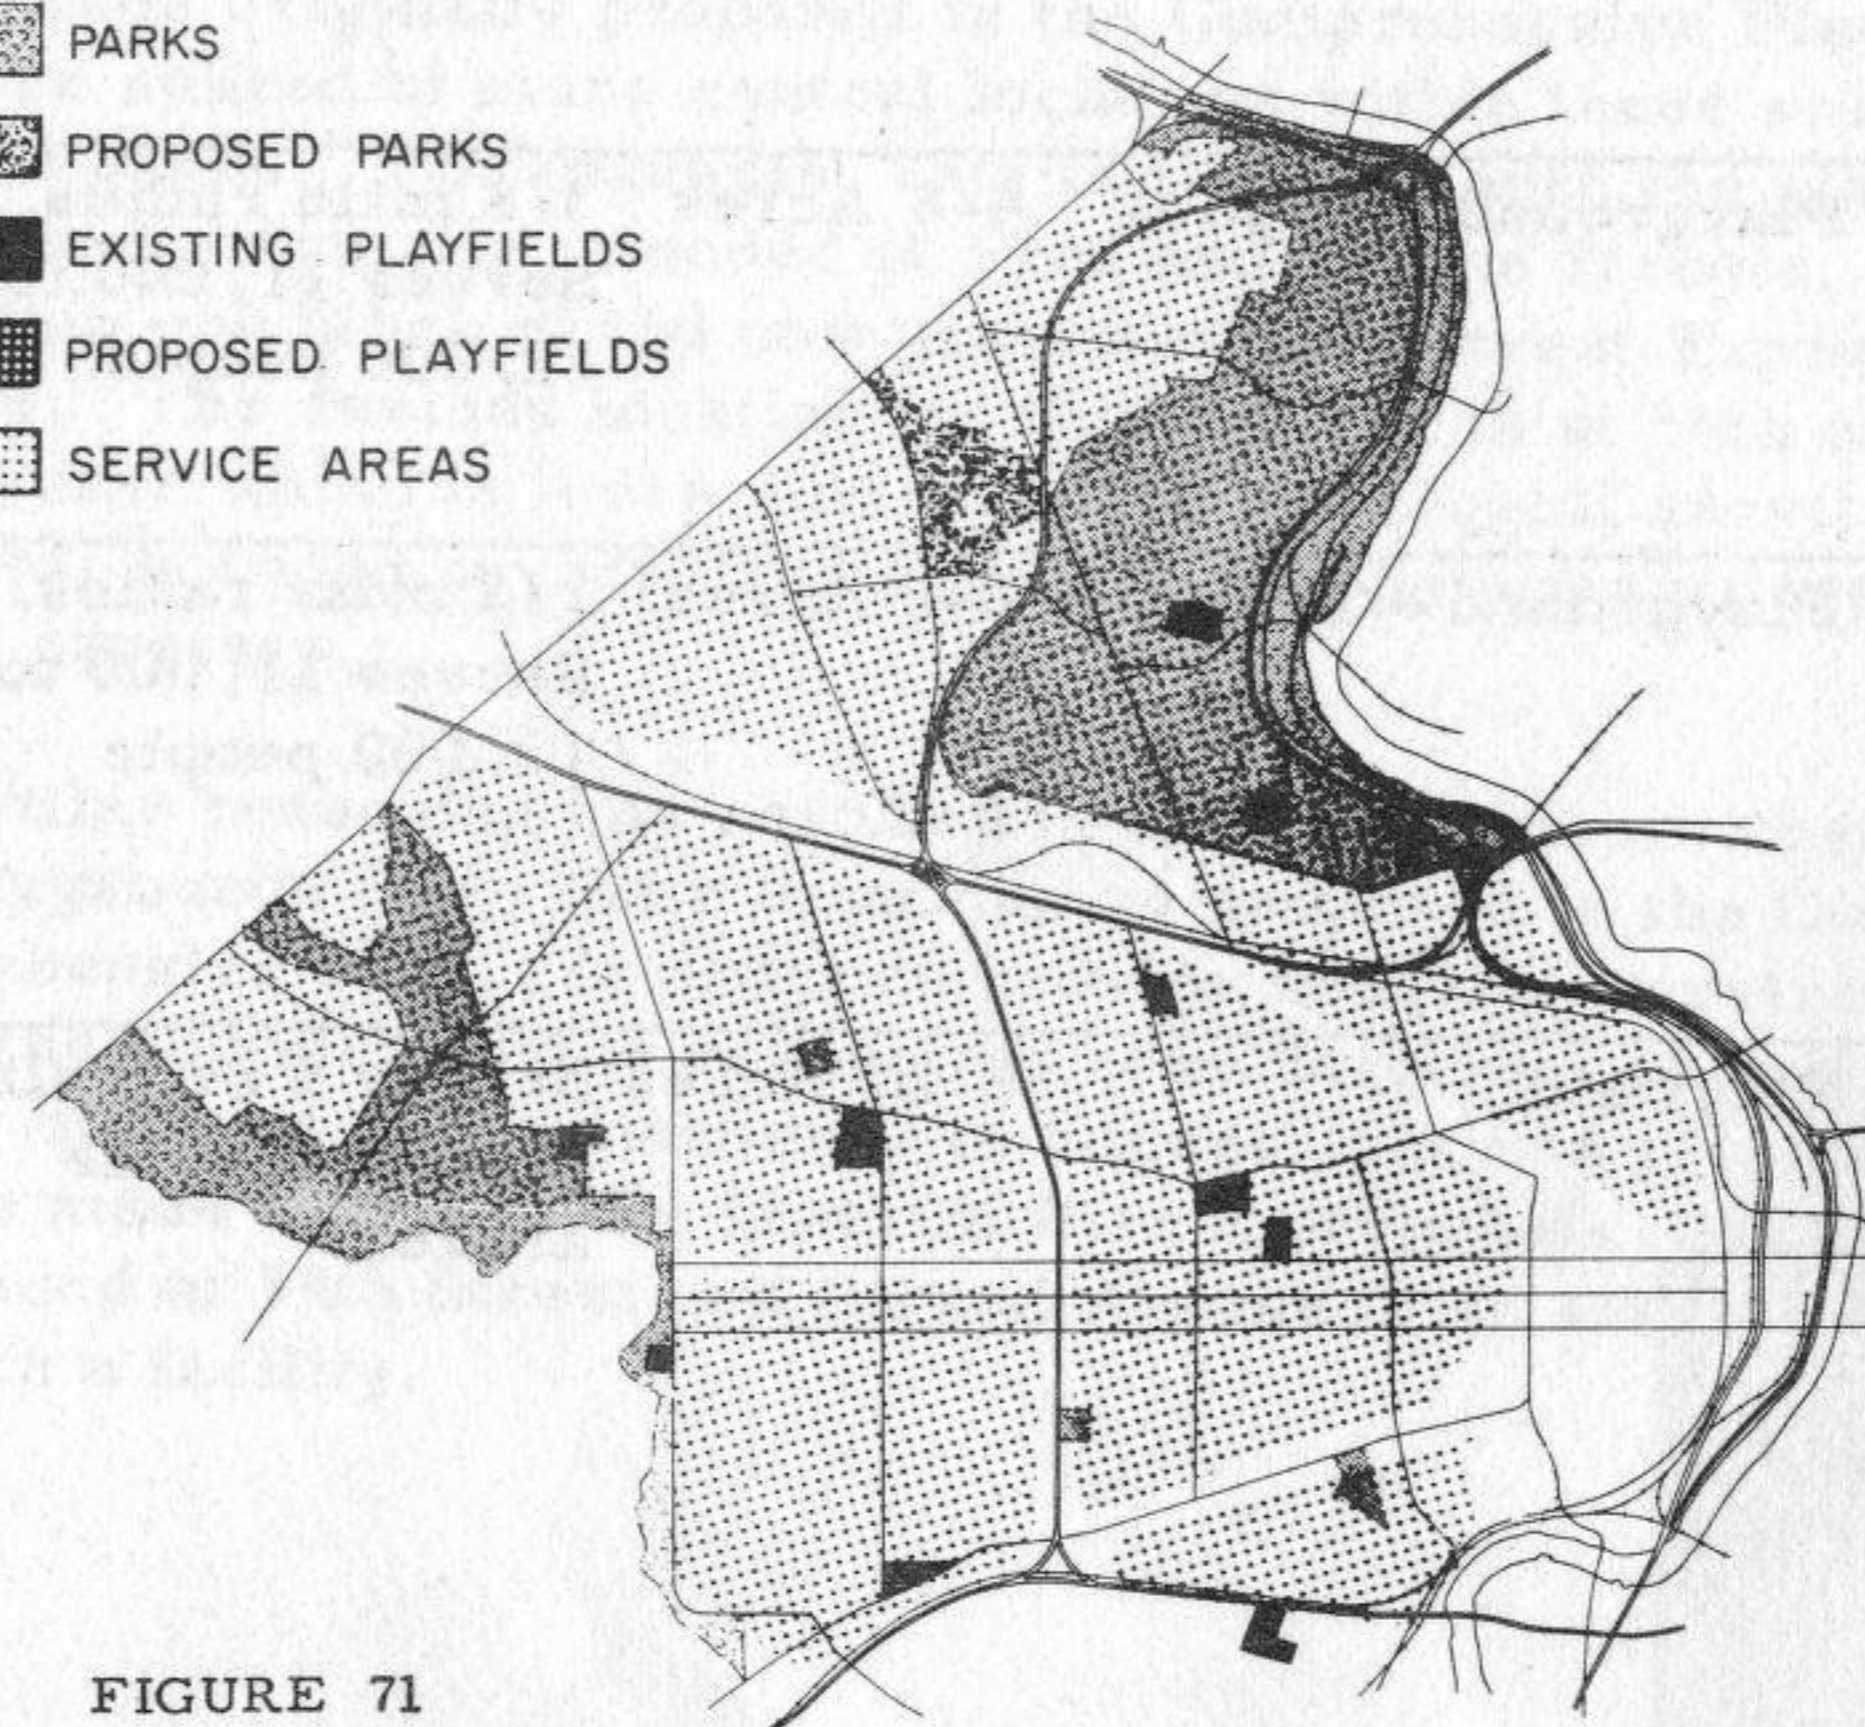 PARKS
PROPOSED PARKS
EXISTING PLAYFIELDS
PROPOSED PLAYFIELDS
SERVICE AREAS
FIGURE 71